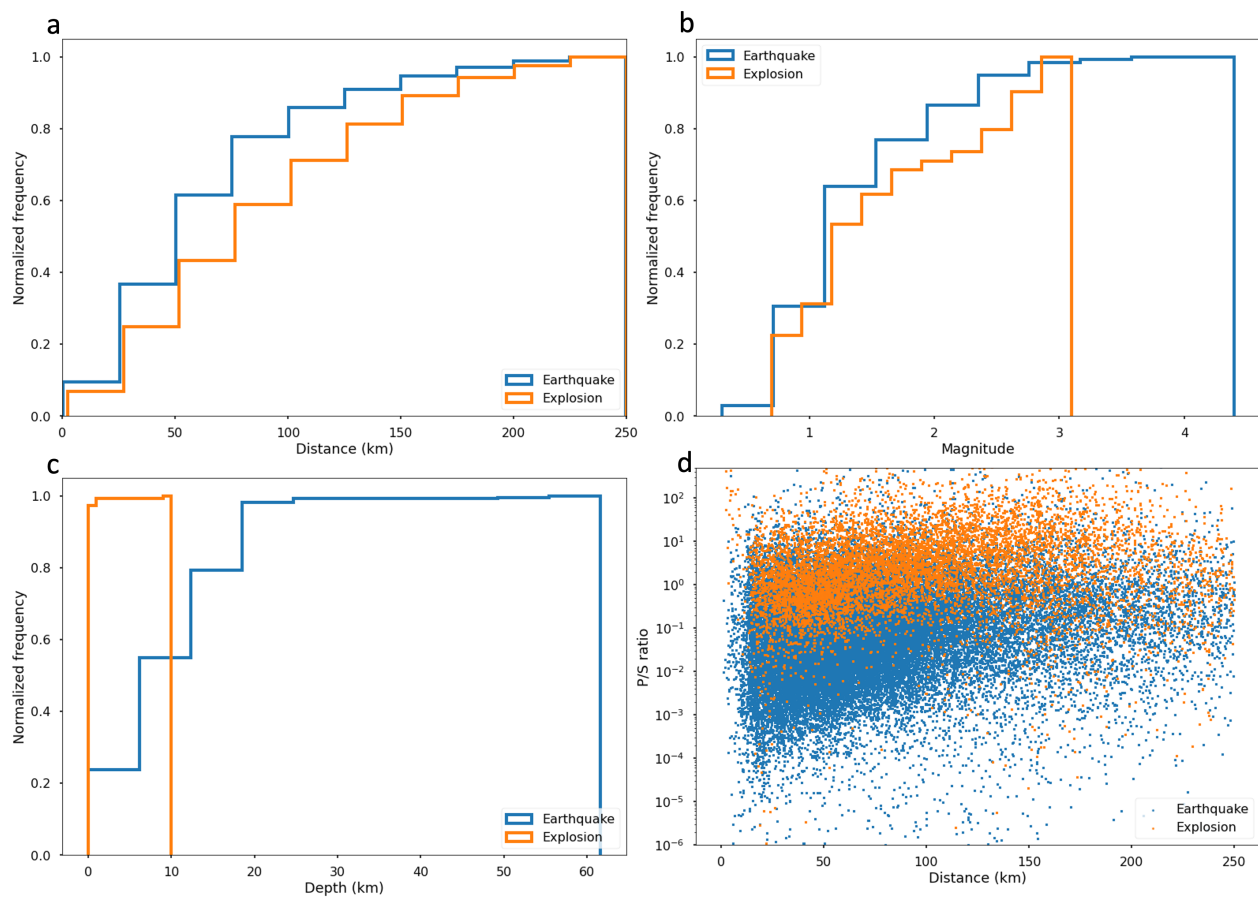 a
1.0
0.8
0.6
0.4
0.2
0.0
Normalized frequency
Earthquake
Explosion
0
50
100
150
200
250
Distance (km)
b
1.0
0.8
0.6
0.4
0.2
0.0
Normalized frequency
Earthquake
Explosion
1
2
3
4
Magnitude
c
1.0
0.8
0.6
0.4
0.2
0.0
Normalized frequency
Earthquake
Explosion
0
10
20
30
40
50
60
Depth (km)
d
10²
10¹
10⁰
10⁻¹
10⁻²
10⁻³
10⁻⁴
10⁻⁵
10⁻⁶
P/S ratio
Earthquake
Explosion
0
50
100
150
200
250
Distance (km)